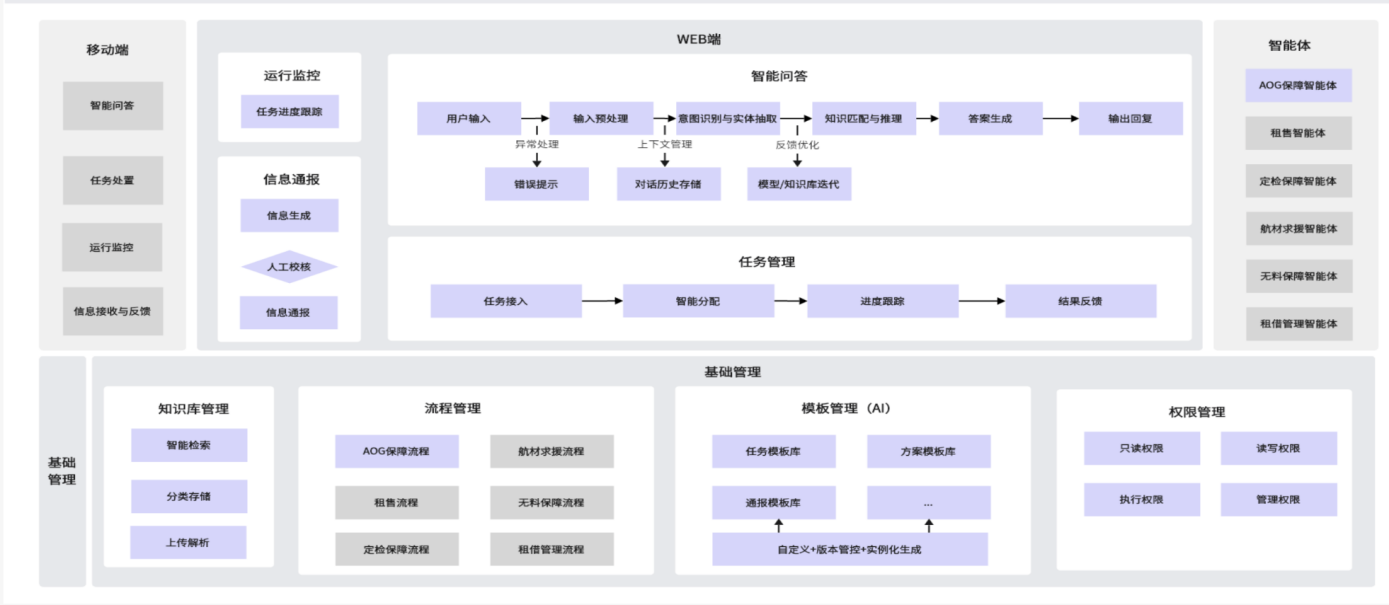 移动端
智能问答
任务处置
运行监控
信息接收与反馈
WEB端
运行监控
任务进度跟踪
信息通报
信息生成
人工校核
信息通报
智能问答
用户输入
输入预处理
意图识别与实体抽取
知识匹配与推理
答案生成
输出回复
异常处理
上下文管理
反馈优化
错误提示
对话历史存储
模型/知识库迭代
任务管理
任务接入
智能分配
进度跟踪
结果反馈
智能体
AOG保障智能体
租售智能体
定检保障智能体
航材求援智能体
无料保障智能体
租借管理智能体
基础
管理
基础管理
知识库管理
智能检索
分类存储
上传解析
流程管理
AOG保障流程
航材求援流程
租售流程
无料保障流程
定检保障流程
租借管理流程
模板管理（AI）
任务模板库
方案模板库
通报模板库
...
自定义+版本管控+实例化生成
权限管理
只读权限
读写权限
执行权限
管理权限